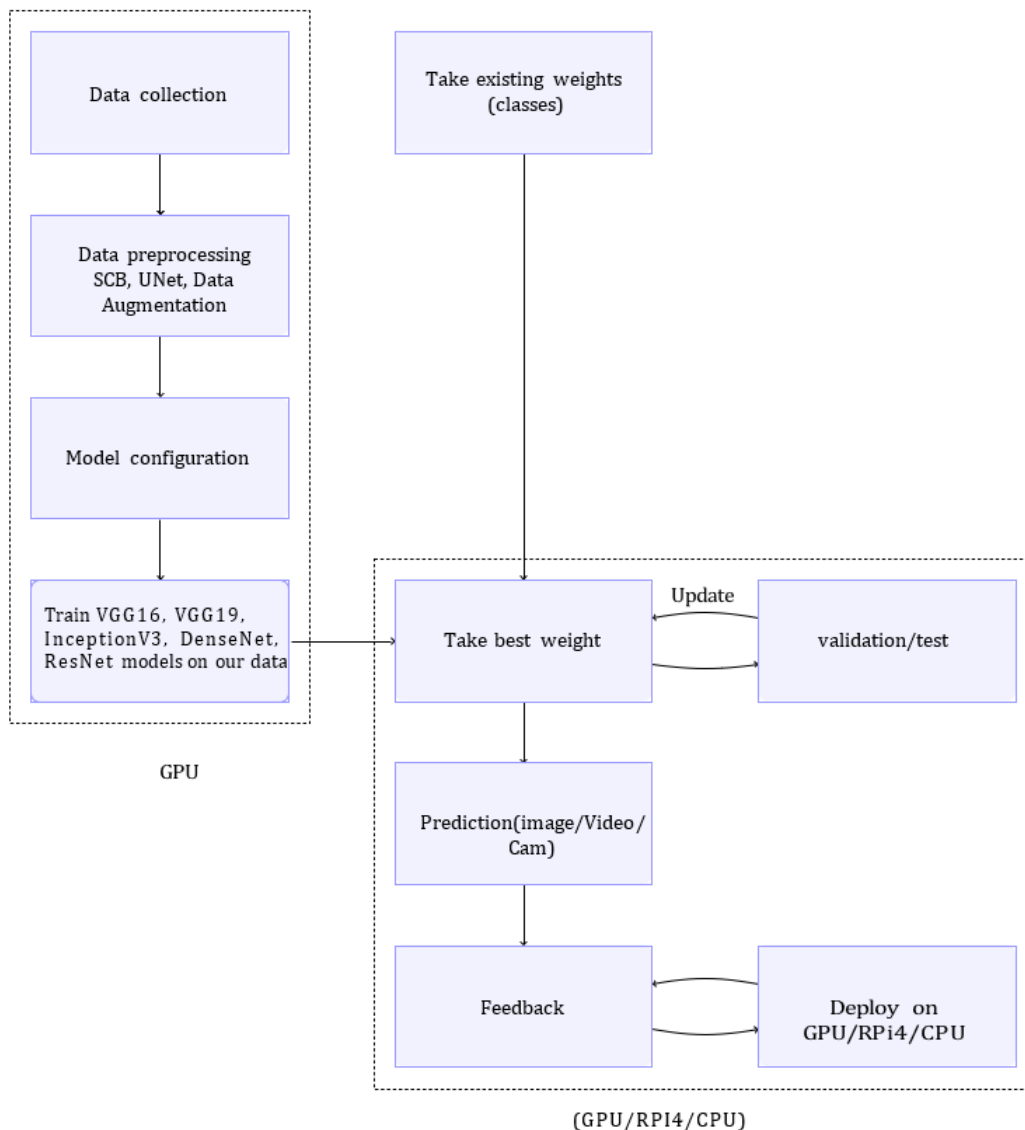 Data collection
Data preprocessing
SCB, UNet, Data
Augmentation
Model configuration
Train VGG16, VGG19,
InceptionV3, DenseNet,
ResNet models on our data
GPU
Take existing weights
(classes)
Take best weight
Update
validation/test
Prediction(image/Video/
Cam)
Feedback
Deploy on
GPU/RPi4/CPU
(GPU/RPI4/CPU)